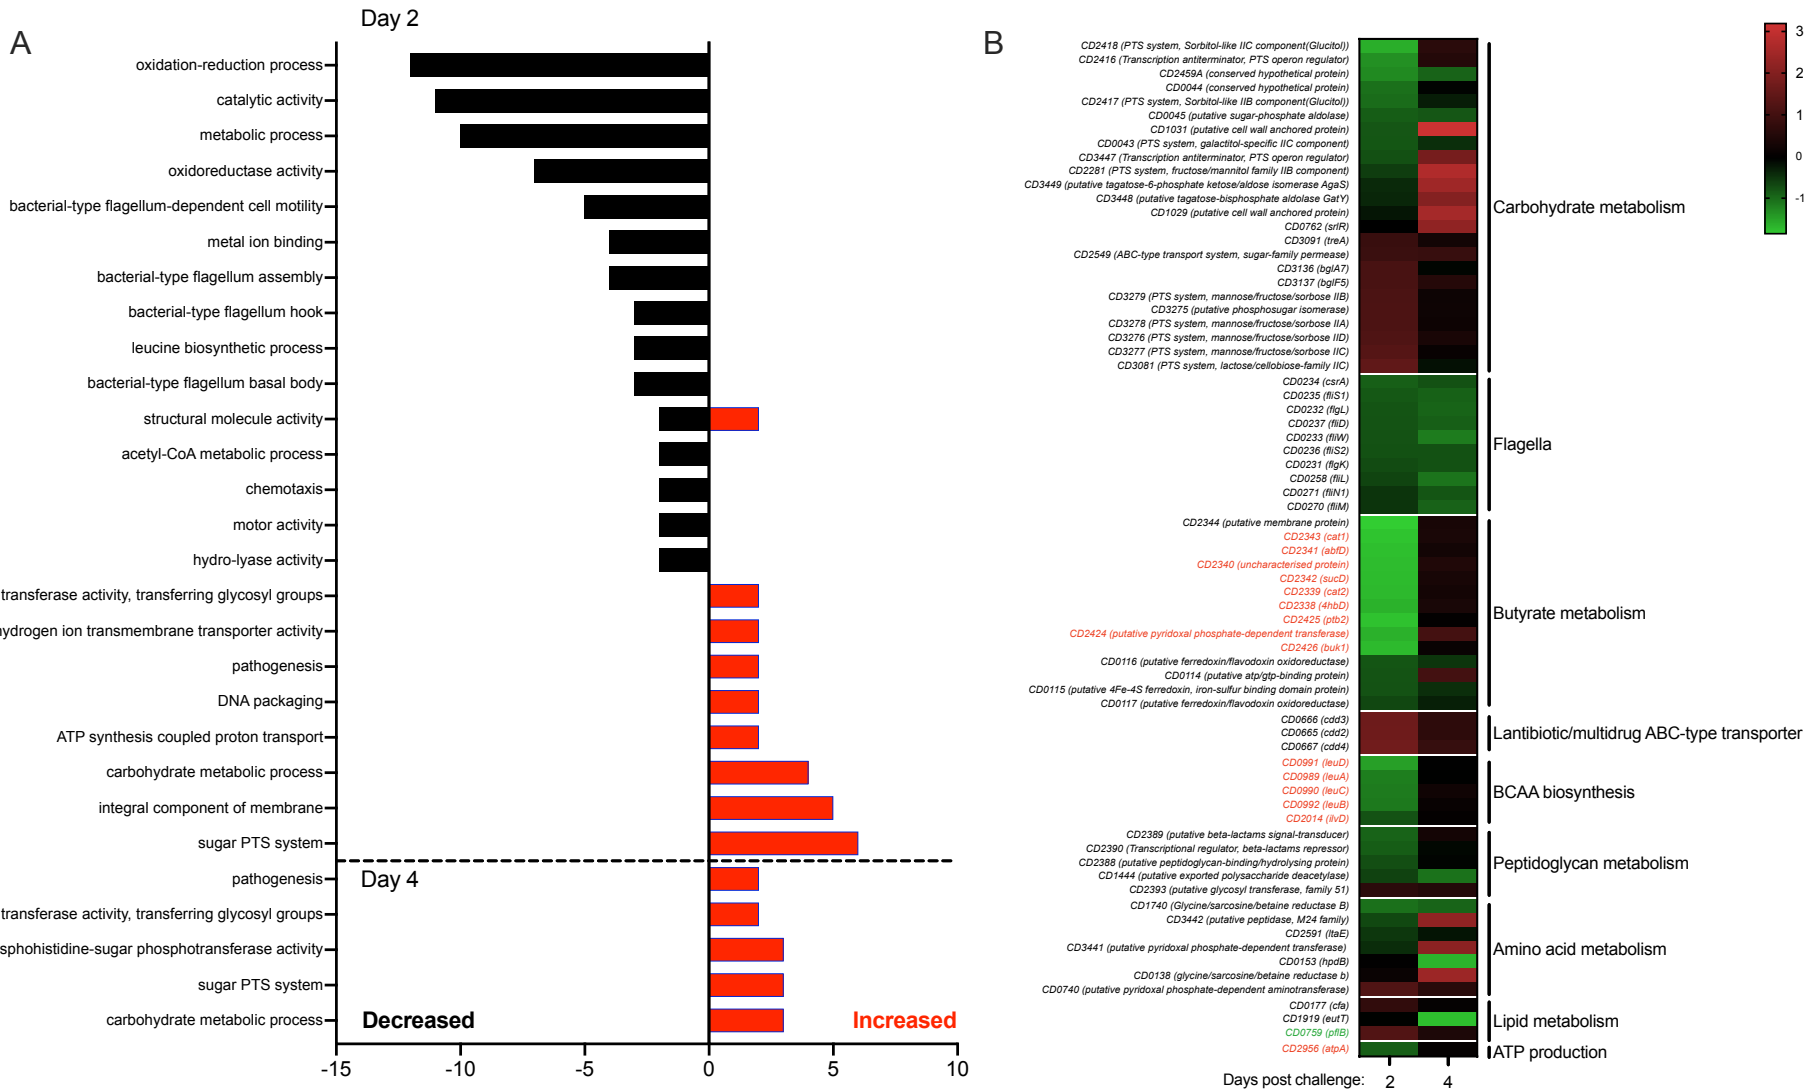 A
Day 2
oxidation-reduction process
catalytic activity
metabolic process
oxidoreductase activity
bacterial-type flagellum-dependent cell motility
metal ion binding
bacterial-type flagellum assembly
bacterial-type flagellum hook
leucine biosynthetic process
bacterial-type flagellum basal body
structural molecule activity
acetyl-CoA metabolic process
chemotaxis
motor activity
hydro-lyase activity
transferase activity, transferring glycosyl groups
ydrogen ion transmembrane transporter activity
pathogenesis
DNA packaging
ATP synthesis coupled proton transport
carbohydrate metabolic process
integral component of membrane
sugar PTS system
Day 4
pathogenesis
transferase activity, transferring glycosyl groups
sphohistidine-sugar phosphotransferase activity
sugar PTS system
carbohydrate metabolic process
Decreased
Increased
-15 -10 -5 0 5 10
B
CD2418 (PTS system, Sorbitol-like IIC component(Glucitol))
CD2416 (Transcription antiterminator, PTS operon regulator)
CD2459A (conserved hypothetical protein)
CD0044 (conserved hypothetical protein)
CD2417 (PTS system, Sorbitol-like IIB component(Glucitol))
CD0045 (putative sugar-phosphate aldolase)
CD1031 (putative cell wall anchored protein)
CD0043 (PTS system, galactitol-specific IIC component)
CD3447 (Transcription antiterminator, PTS operon regulator)
CD2281 (PTS system, fructose/mannitol family IIB component)
CD3449 (putative tagatose-6-phosphate ketose/aldose isomerase AgaS)
CD3448 (putative tagatose-bisphosphate aldolase GatY)
CD1029 (putative cell wall anchored protein)
CD0762 (srlR)
CD3091 (treA)
CD2549 (ABC-type transport system, sugar-family permease)
CD3136 (bglA7)
CD3137 (bglF5)
CD3279 (PTS system, mannose/fructose/sorbose IIB)
CD3275 (putative phosphosugar isomerase)
CD3278 (PTS system, mannose/fructose/sorbose IIA)
CD3276 (PTS system, mannose/fructose/sorbose IID)
CD3277 (PTS system, mannose/fructose/sorbose IIC)
CD3081 (PTS system, lactose/cellobiose-family IIC)
Carbohydrate metabolism
CD0234 (csrA)
CD0235 (fliS1)
CD0232 (flgL)
CD0237 (fliD)
CD0233 (fliW)
CD0236 (fliS2)
CD0231 (flgK)
CD0258 (fliL)
CD0271 (fliN1)
CD0270 (fliM)
Flagella
CD2344 (putative membrane protein)
CD2343 (cat1)
CD2341 (abfD)
CD2340 (uncharacterised protein)
CD2342 (sucD)
CD2339 (cat2)
CD2338 (4hbD)
CD2425 (ptb2)
CD2424 (putative pyridoxal phosphate-dependent transferase)
CD2426 (buk1)
CD0116 (putative ferredoxin/flavodoxin oxidoreductase)
CD0114 (putative atp/gtp-binding protein)
CD0115 (putative 4Fe-4S ferredoxin, iron-sulfur binding domain protein)
CD0117 (putative ferredoxin/flavodoxin oxidoreductase)
Butyrate metabolism
CD0666 (cdd3)
CD0665 (cdd2)
CD0667 (cdd4)
Lantibiotic/multidrug ABC-type transporter
CD0991 (leuD)
CD0989 (leuA)
CD0990 (leuC)
CD0992 (leuB)
CD2014 (ilvD)
BCAA biosynthesis
CD2389 (putative beta-lactams signal-transducer)
CD2390 (Transcriptional regulator, beta-lactams repressor)
CD2388 (putative peptidoglycan-binding/hydrolysing protein)
CD1444 (putative exported polysaccharide deacetylase)
CD2393 (putative glycosyl transferase, family 51)
Peptidoglycan metabolism
CD1740 (Glycine/sarcosine/betaine reductase B)
CD3442 (putative peptidase, M24 family)
CD2591 (ltaE)
CD3441 (putative pyridoxal phosphate-dependent transferase)
CD0153 (hpdB)
CD0138 (glycine/sarcosine/betaine reductase b)
CD0740 (putative pyridoxal phosphate-dependent aminotransferase)
Amino acid metabolism
CD0177 (cfa)
CD1919 (eutT)
CD0759 (pflB)
Lipid metabolism
CD2956 (atpA)
ATP production
Days post challenge: 2 4
3
2
1
0
-1